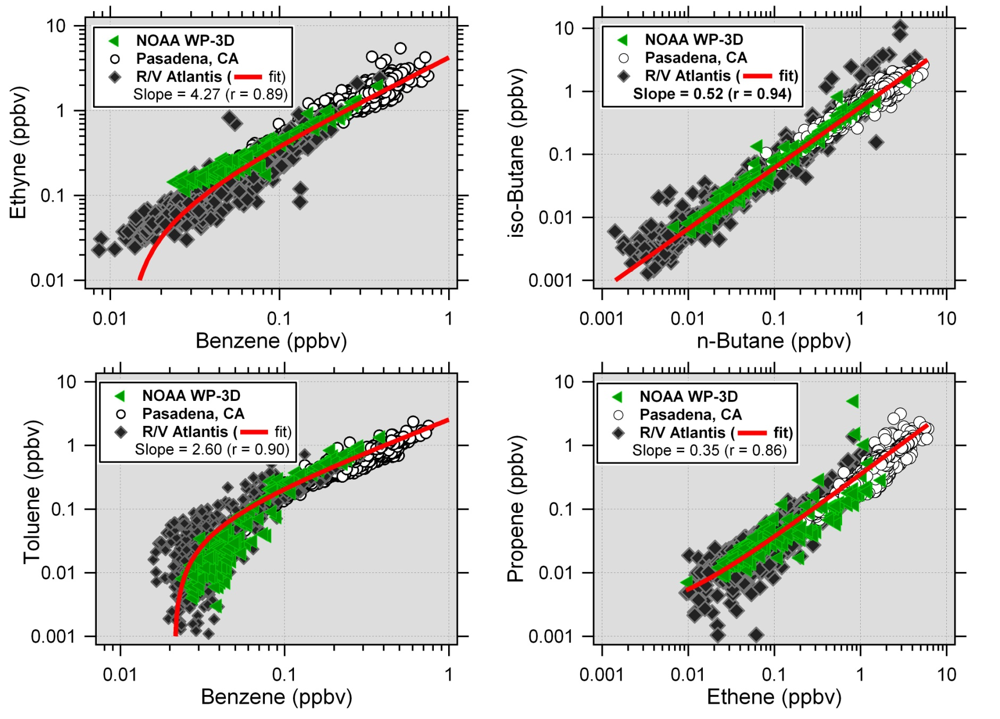 10
1
0.1
0.01
Ethyne (ppbv)
NOAA WP-3D
Pasadena, CA
R/V Atlantis ( fit)
Slope = 4.27 (r = 0.89)
0.01 0.1 1
Benzene (ppbv)
10
1
0.1
0.01
0.001
iso-Butane (ppbv)
NOAA WP-3D
Pasadena, CA
R/V Atlantis ( fit)
Slope = 0.52 (r = 0.94)
0.001 0.01 0.1 1 10
n-Butane (ppbv)
10
1
0.1
0.01
0.001
Toluene (ppbv)
NOAA WP-3D
Pasadena, CA
R/V Atlantis ( fit)
Slope = 2.60 (r = 0.90)
0.01 0.1 1
Benzene (ppbv)
10
1
0.1
0.01
0.001
Propene (ppbv)
NOAA WP-3D
Pasadena, CA
R/V Atlantis ( fit)
Slope = 0.35 (r = 0.86)
0.001 0.01 0.1 1 10
Ethene (ppbv)